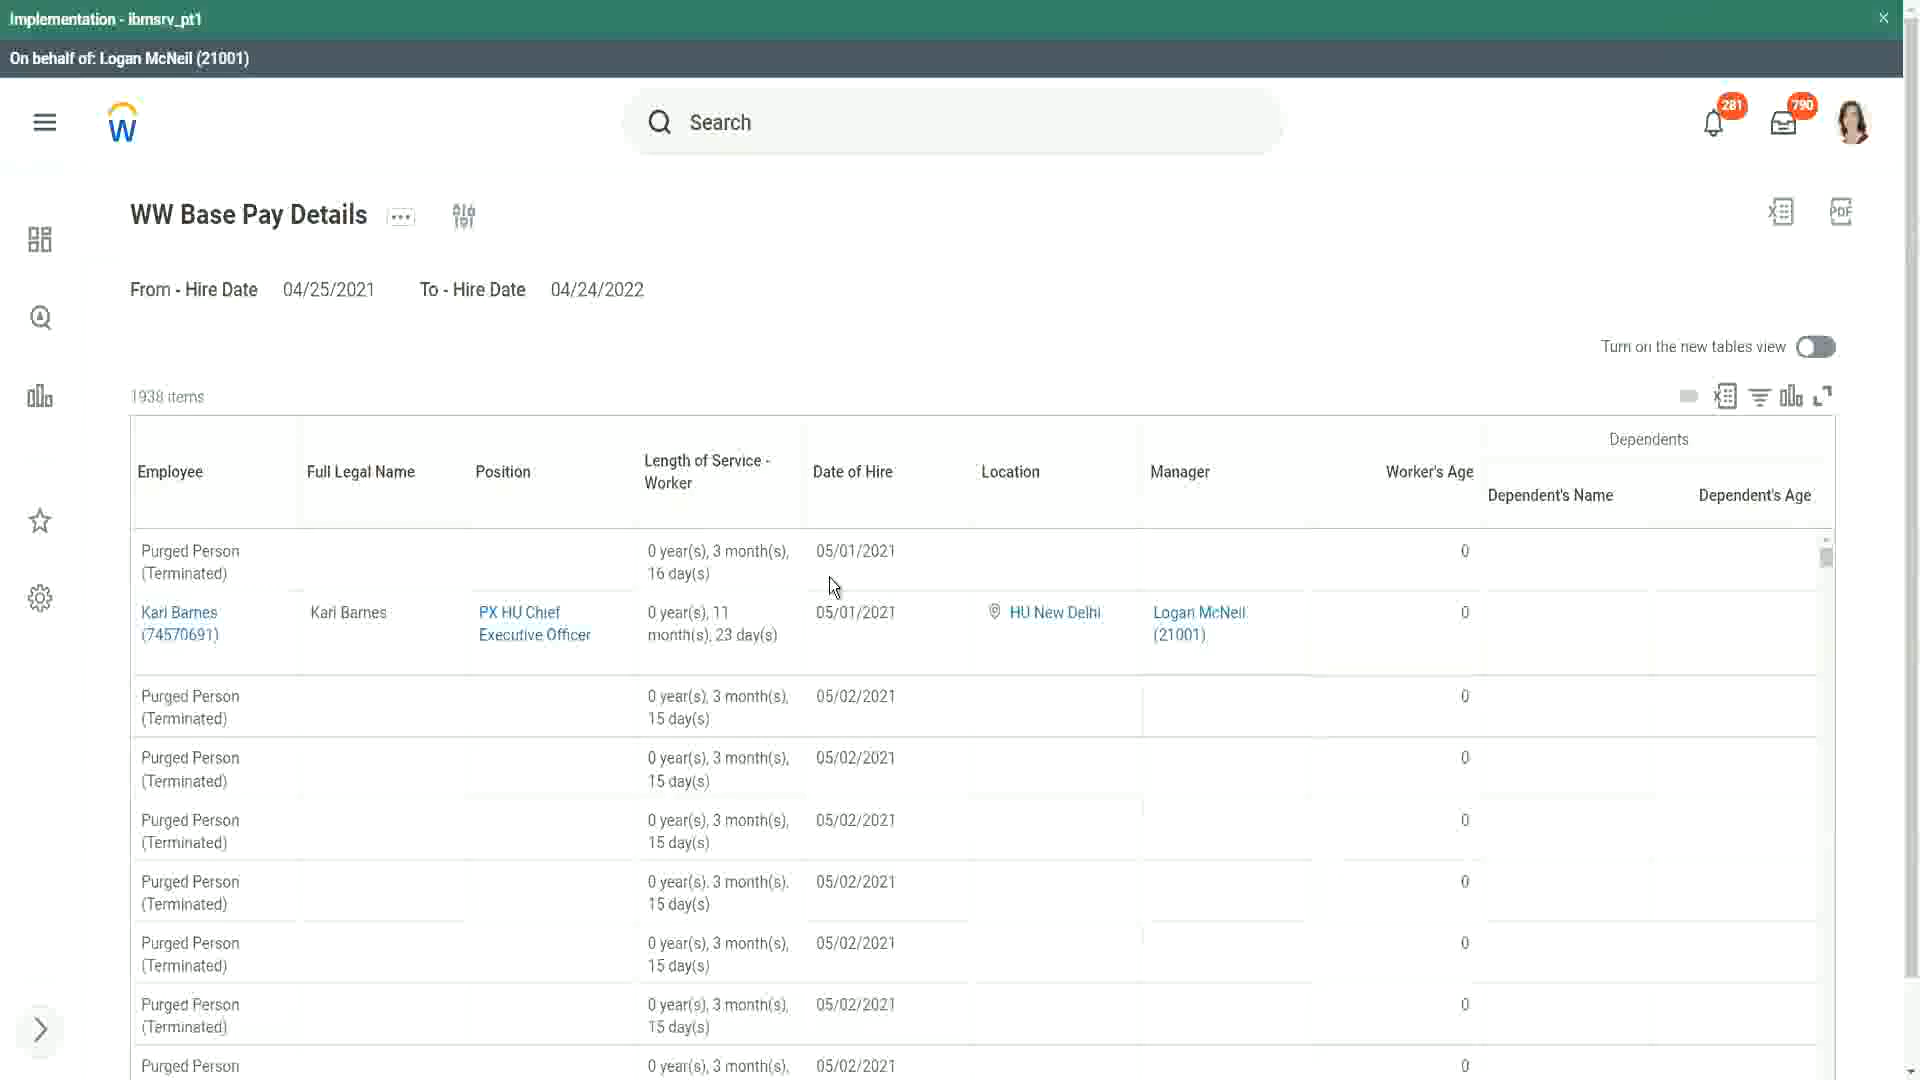 Implementation - ibmsrv_pt1
On behalf of: Logan McNeil (21001)
W
Search
281
790
WW Base Pay Details
X
PDF
From - Hire Date 04/25/2021 To - Hire Date 04/24/2022
Turn on the new tables view
1938 items
X
Dependents
Employee Full Legal Name Position Length of Service - Worker Date of Hire Location Manager Worker's Age Dependent's Name Dependent's Age
Purged Person 0 year(s), 3 month(s), 05/01/2021 0
(Terminated) 16 day(s)
Kari Barnes Kari Barnes PX HU Chief 0 year(s), 11 05/01/2021 HU New Delhi Logan McNeil 0
(74570691) Executive Officer month(s), 23 day(s) (21001)
Purged Person 0 year(s), 3 month(s), 05/02/2021 0
(Terminated) 15 day(s)
Purged Person 0 year(s), 3 month(s), 05/02/2021 0
(Terminated) 15 day(s)
Purged Person 0 year(s), 3 month(s), 05/02/2021 0
(Terminated) 15 day(s)
Purged Person 0 year(s), 3 month(s), 05/02/2021 0
(Terminated) 15 day(s)
Purged Person 0 year(s), 3 month(s), 05/02/2021 0
(Terminated) 15 day(s)
Purged Person 0 year(s), 3 month(s), 05/02/2021 0
(Terminated) 15 day(s)
Purged Person 0 year(s), 3 month(s), 05/02/2021 0